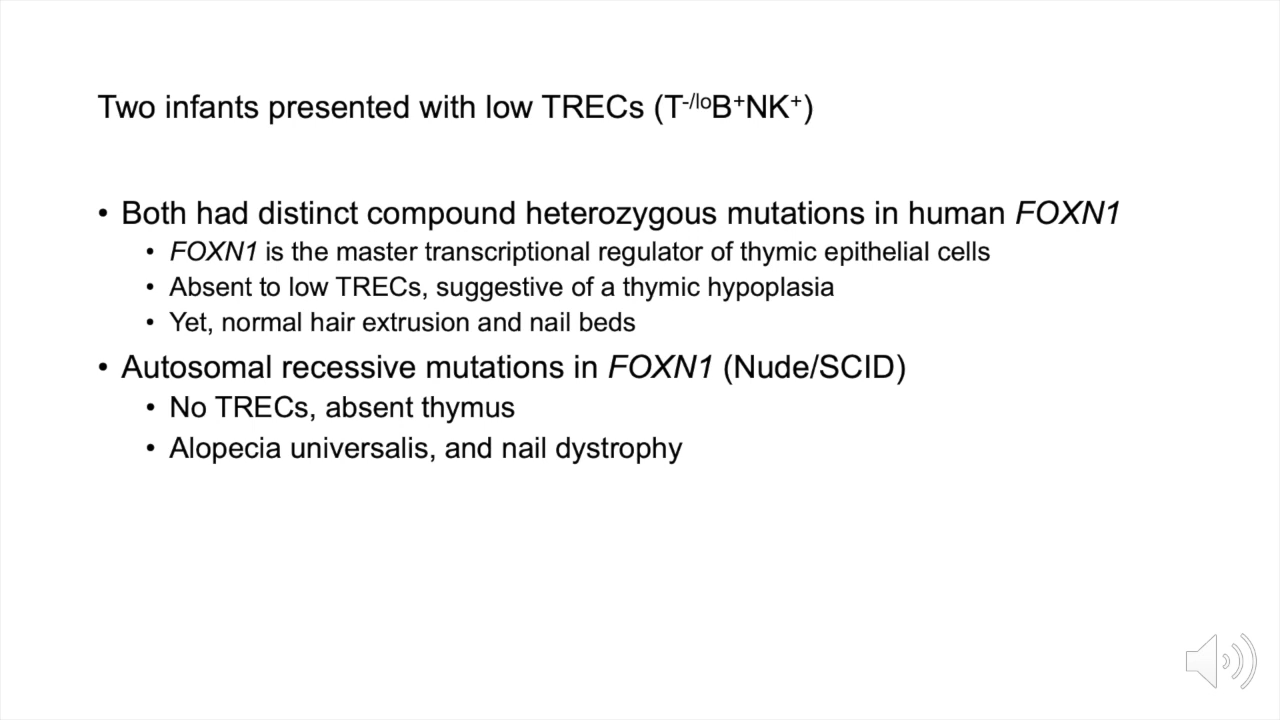 Two infants presented with low TRECs (T-/loB+NK+)
• Both had distinct compound heterozygous mutations in human FOXN1
• FOXN1 is the master transcriptional regulator of thymic epithelial cells
• Absent to low TRECs, suggestive of a thymic hypoplasia
• Yet, normal hair extrusion and nail beds
• Autosomal recessive mutations in FOXN1 (Nude/SCID)
• No TRECs, absent thymus
• Alopecia universalis, and nail dystrophy